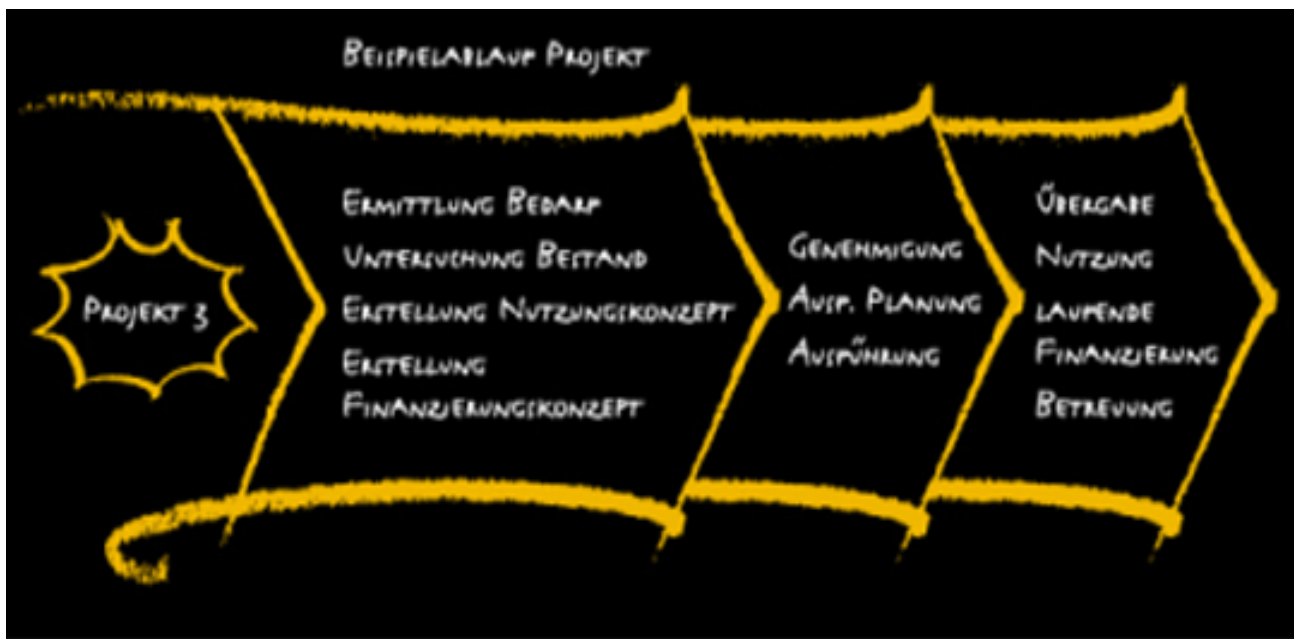 Beispielablauf Projekt
Projekt 3
Ermittlung Bedarf
Untersuchung Bestand
Erstellung Nutzungskonzept
Erstellung
Finanzierungskonzept
Genehmigung
Ausf. Planung
Ausführung
Übergabe
Nutzung
laufende
Finanzierung
Betreuung